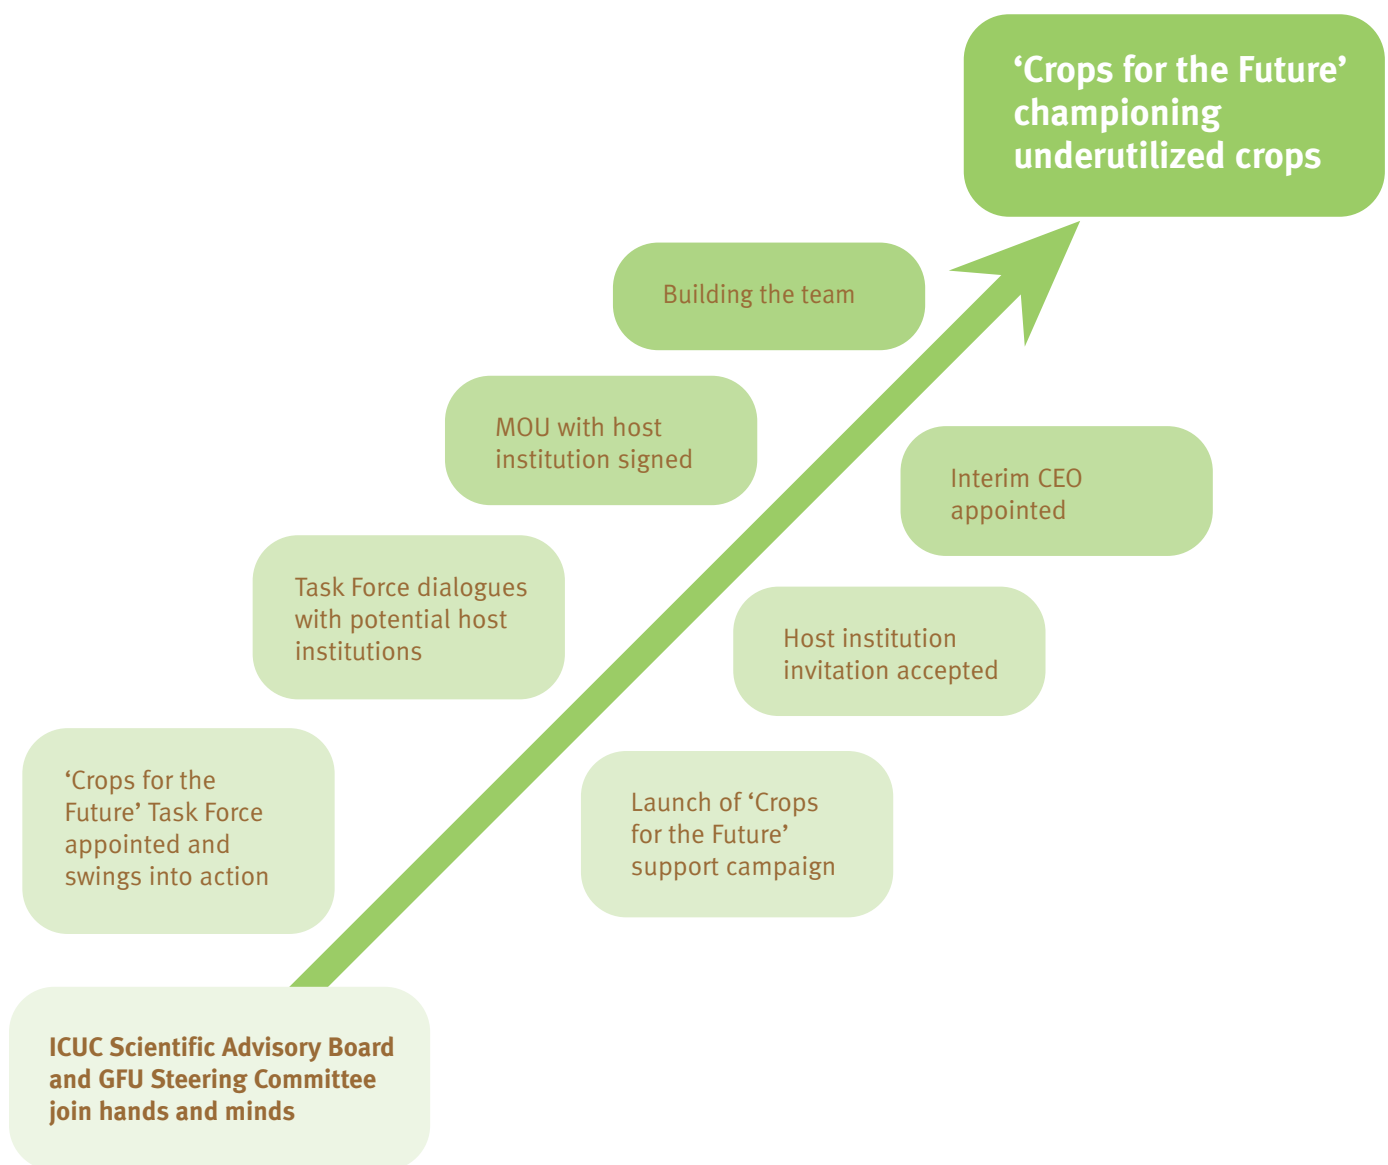 ‘Crops for the Future’
championing
underutilized crops
Building the team
MOU with host
institution signed
Interim CEO
appointed
Task Force dialogues
with potential host
institutions
Host institution
invitation accepted
‘Crops for the
Future’ Task Force
appointed and
swings into action
Launch of ‘Crops
for the Future’
support campaign
ICUC Scientific Advisory Board
and GFU Steering Committee
join hands and minds